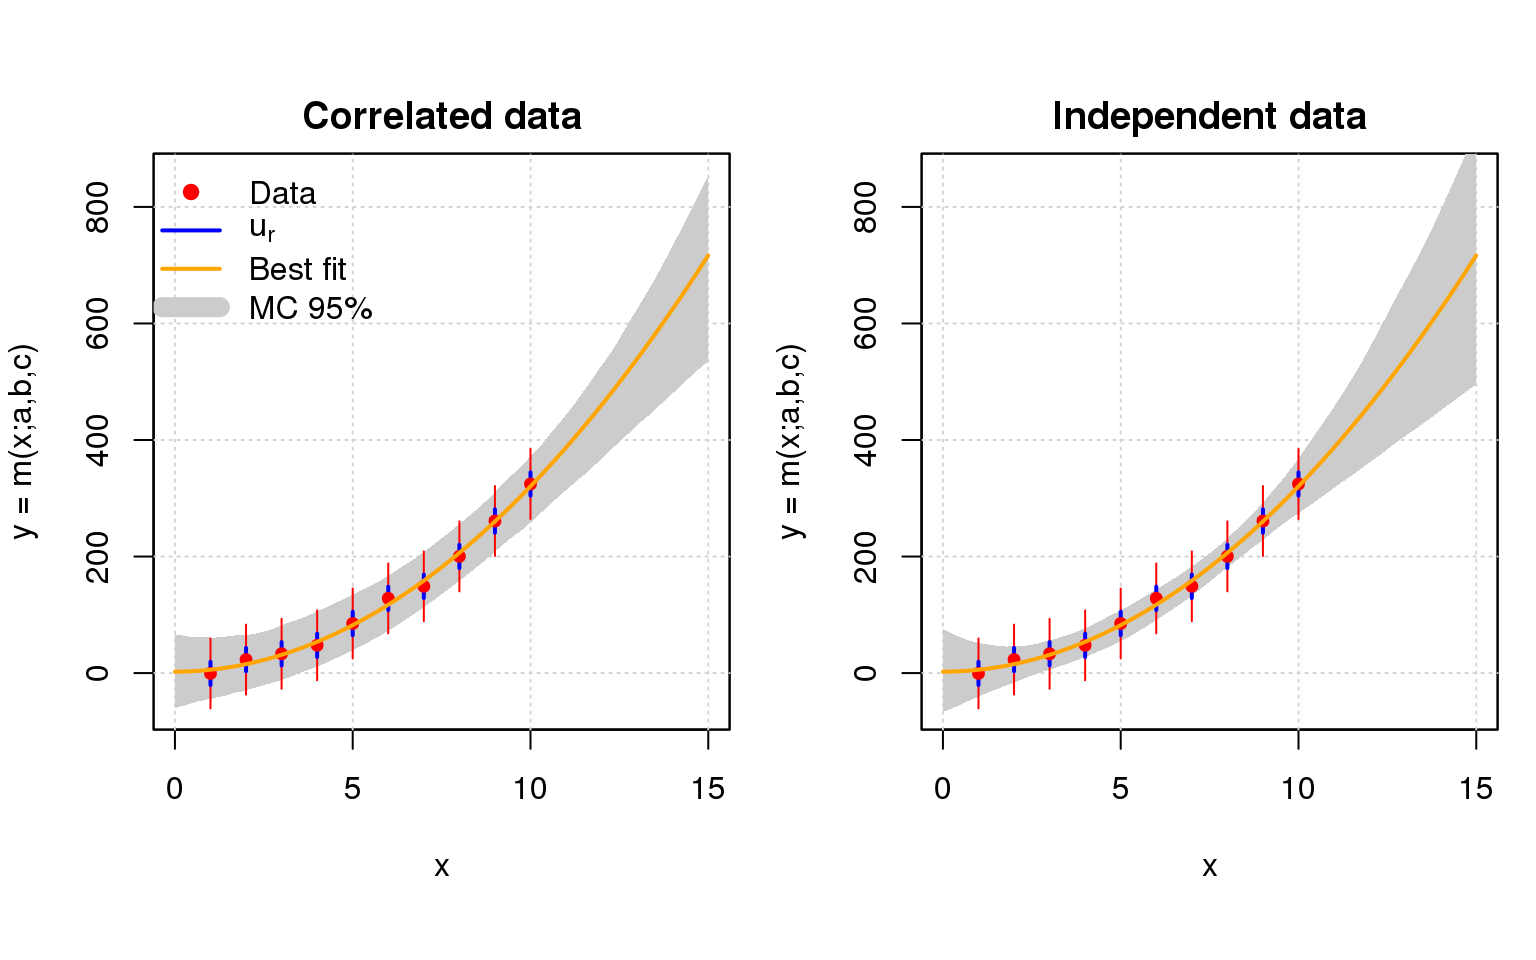 Correlated data
Data
u_r
Best fit
MC 95%
800
600
400
200
0
y = m(x;a,b,c)
0 5 10 15
x
Independent data
800
600
400
200
0
y = m(x;a,b,c)
0 5 10 15
x